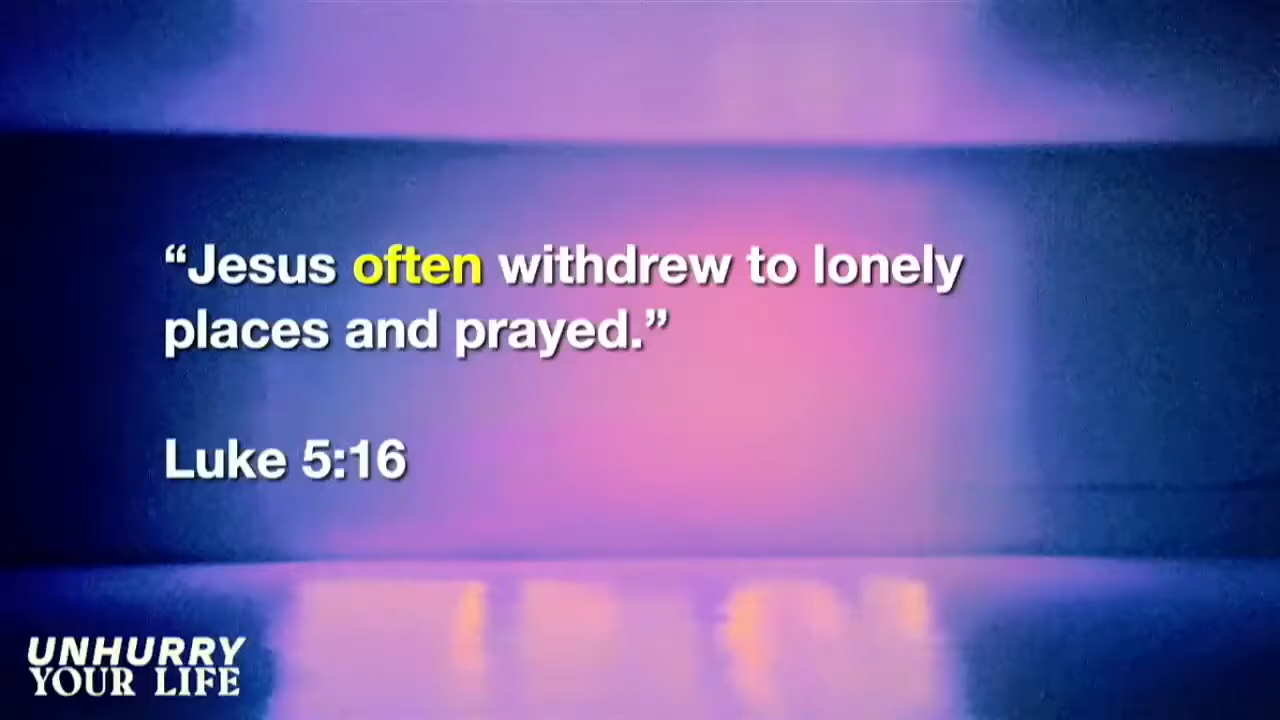 “Jesus often withdrew to lonely
places and prayed.”
Luke 5:16
UNHURRY
YOUR LIFE